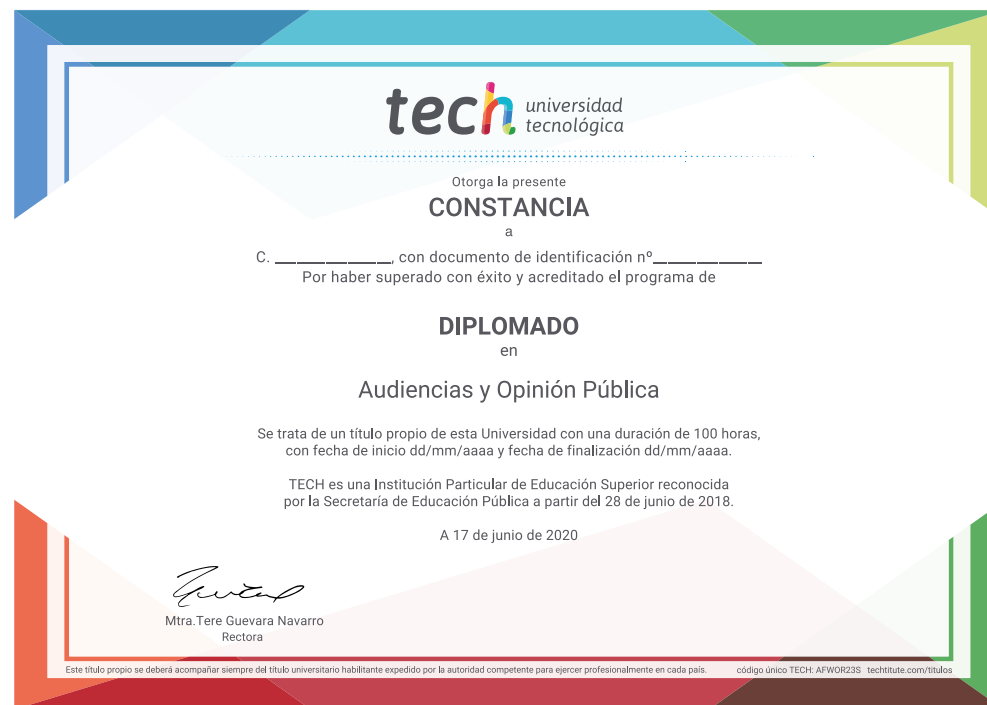 tech universidad
tecnológica
Otorga la presente
CONSTANCIA
a
C. ______________, con documento de identificación nº_____________
Por haber superado con éxito y acreditado el programa de
DIPLOMADO
en
Audiencias y Opinión Pública
Se trata de un título propio de esta Universidad con una duración de 100 horas,
con fecha de inicio dd/mm/aaaa y fecha de finalización dd/mm/aaaa.
TECH es una Institución Particular de Educación Superior reconocida
por la Secretaría de Educación Pública a partir del 28 de junio de 2018.
A 17 de junio de 2020
Mtra.Tere Guevara Navarro
Rectora
Este título propio se deberá acompañar siempre del título universitario habilitante expedido por la autoridad competente para ejercer profesionalmente en cada país. código único TECH: AFWOR23S techtitute.com/titulos